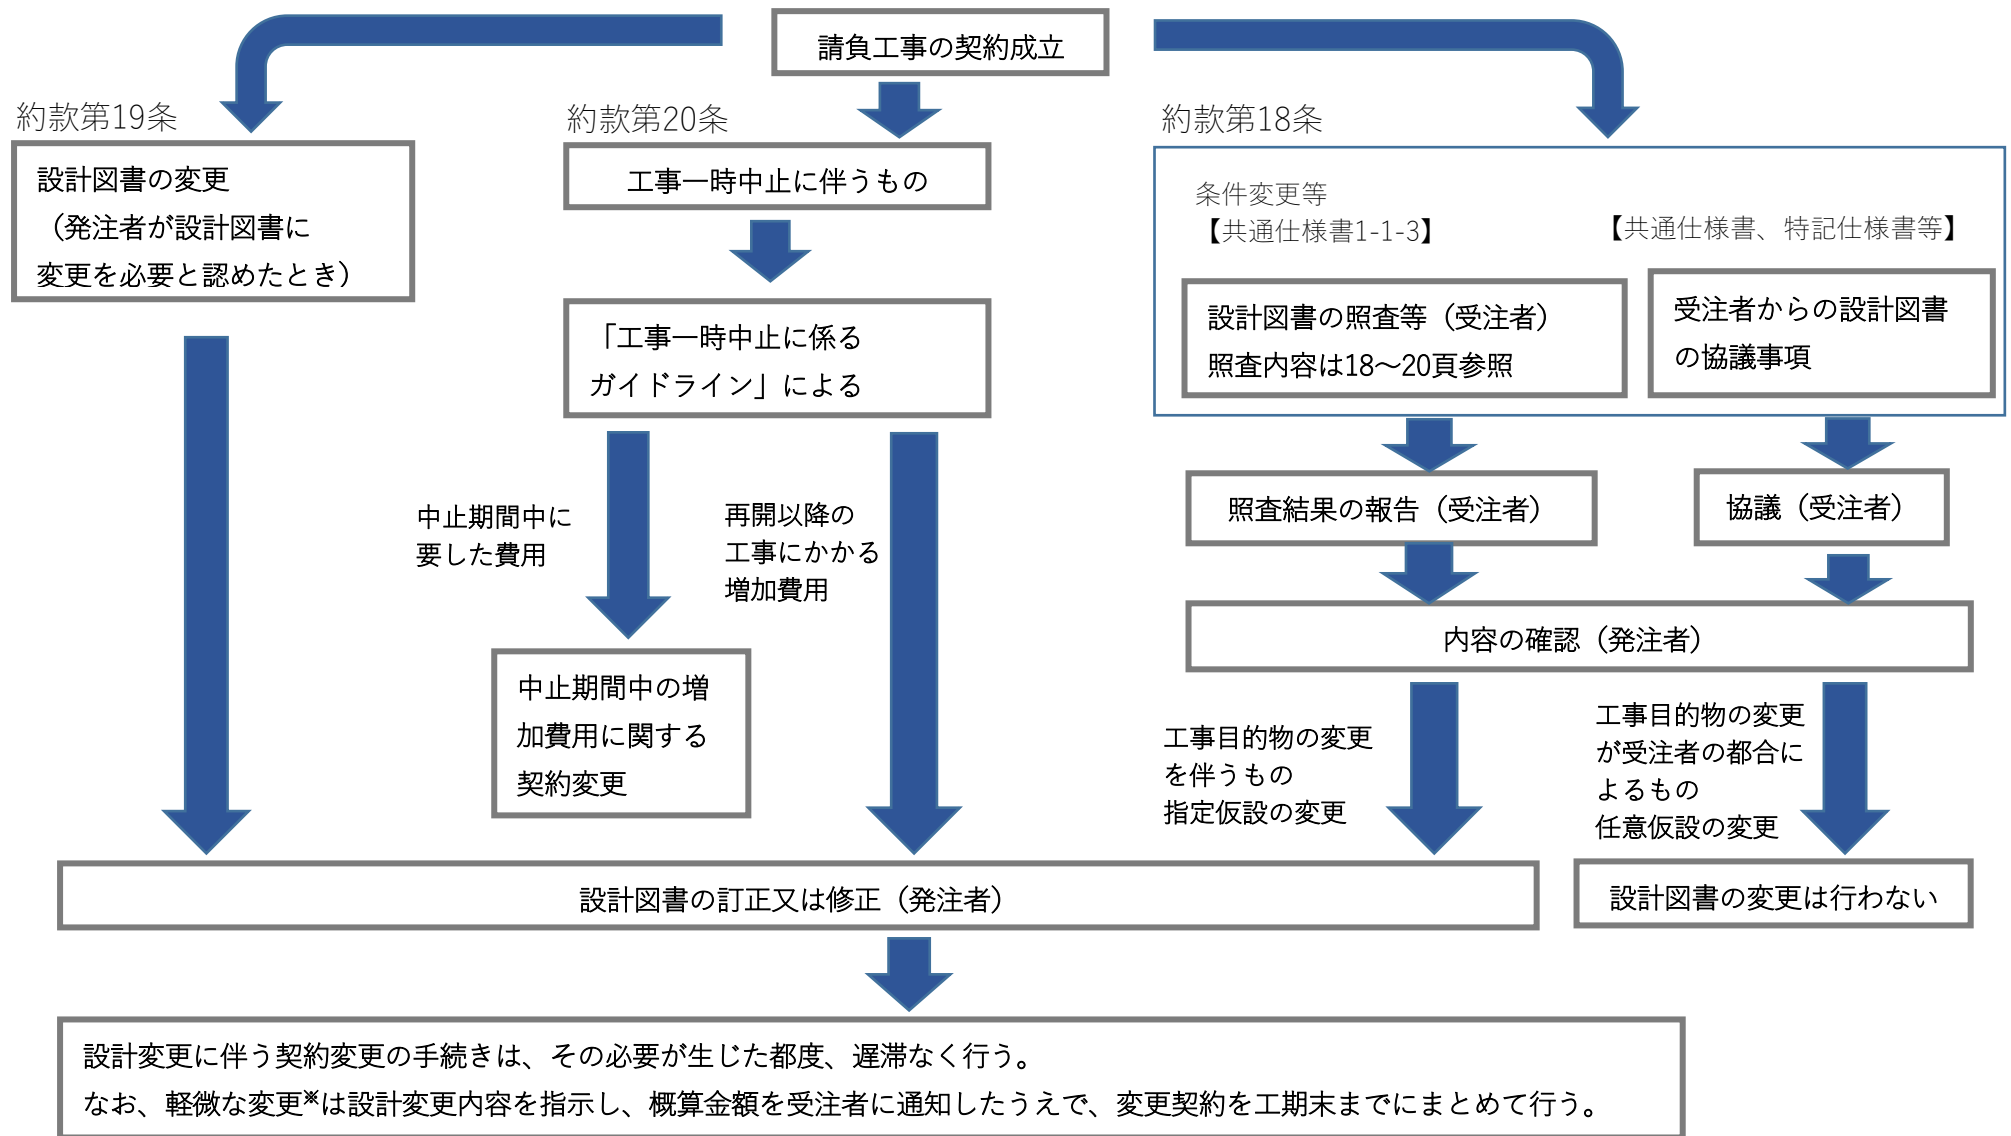 請負工事の契約成立
約款第19条
設計図書の変更
（発注者が設計図書に
変更を必要と認めたとき）
約款第20条
工事一時中止に伴うもの
「工事一時中止に係る
ガイドライン」による
中止期間中に
要した費用
再開以降の
工事にかかる
増加費用
中止期間中の増
加費用に関する
契約変更
約款第18条
条件変更等
【共通仕様書1-1-3】
【共通仕様書、特記仕様書等】
設計図書の照査等（受注者）
照査内容は18～20頁参照
受注者からの設計図書
の協議事項
照査結果の報告（受注者）
協議（受注者）
内容の確認（発注者）
工事目的物の変更
を伴うもの
指定仮設の変更
工事目的物の変更
が受注者の都合に
よるもの
任意仮設の変更
設計図書の訂正又は修正（発注者）
設計図書の変更は行わない
設計変更に伴う契約変更の手続きは、その必要が生じた都度、遅滞なく行う。
なお、軽微な変更※は設計変更内容を指示し、概算金額を受注者に通知したうえで、変更契約を工期末までにまとめて行う。